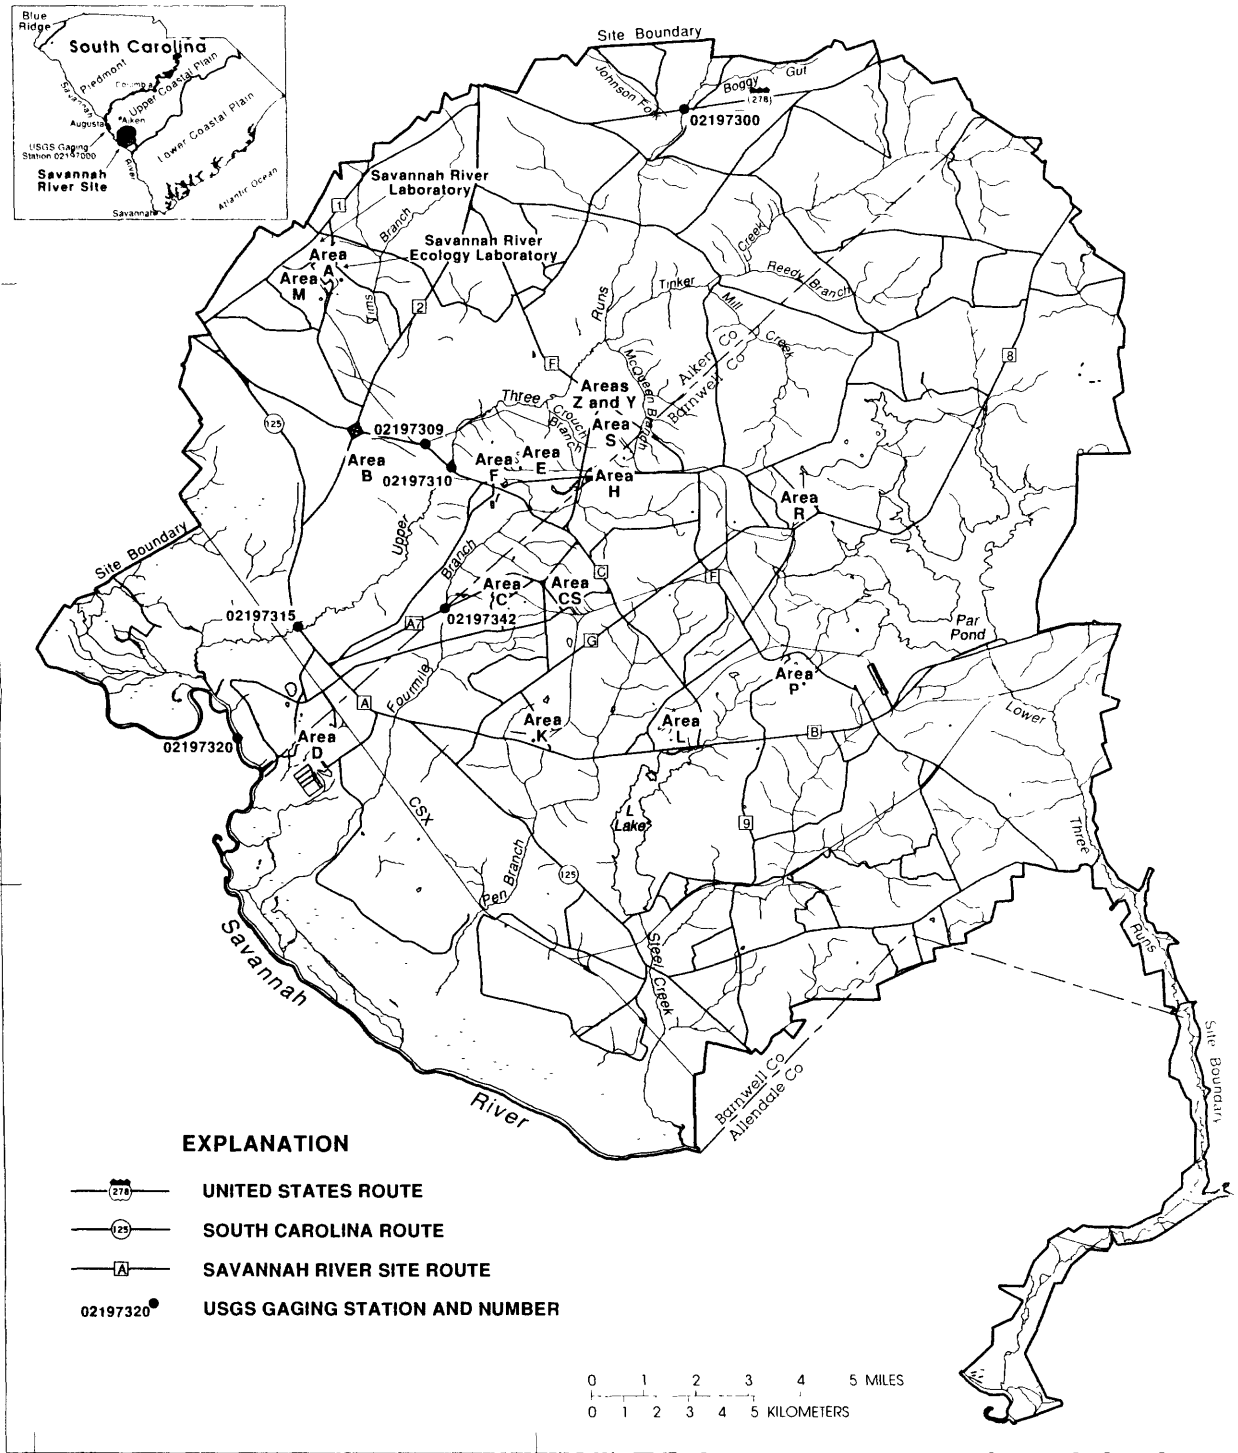 Blue
Ridge
South Carolina
Piedmont
Upper Coastal Plain
Savannah
Augusta
Aiken
Lower Coastal Plain
USGS Gaging
Station 02197000
River
Savannah
River Site
Atlantic Ocean
Savannah
Site Boundary
Johnson Fork
Boggy Gut
278
02197300
Savannah River
Laboratory
1
Branch
Savannah River
Ecology Laboratory
Area
A
Area
M
Tims
2
Creek
Reedy Branch
Tinker
Runs
Mill
Creek
8
F
McQueen Branch
Aiken Co
Barnwell Co
Areas
Z and Y
Three
Crouch
Branch
Area
S
125
02197309
Area
B
02197310
Area
F
Area
E
Area
H
Area
R
Upper
Site Boundary
Branch
Area
C
Area
CS
C
F
02197315
A7
02197342
G
Par
Pond
Area
P
Fourmile
A
Lower
Area
K
Area
L
B
02197320
Area
D
CSX
L
Lake
9
Three
Pen Branch
125
Runs
Savannah
Steel Creek
Site Boundary
Barnwell Co
Allendale Co
River
EXPLANATION
278 UNITED STATES ROUTE
125 SOUTH CAROLINA ROUTE
A SAVANNAH RIVER SITE ROUTE
02197320 USGS GAGING STATION AND NUMBER
0 1 2 3 4 5 MILES
0 1 2 3 4 5 KILOMETERS